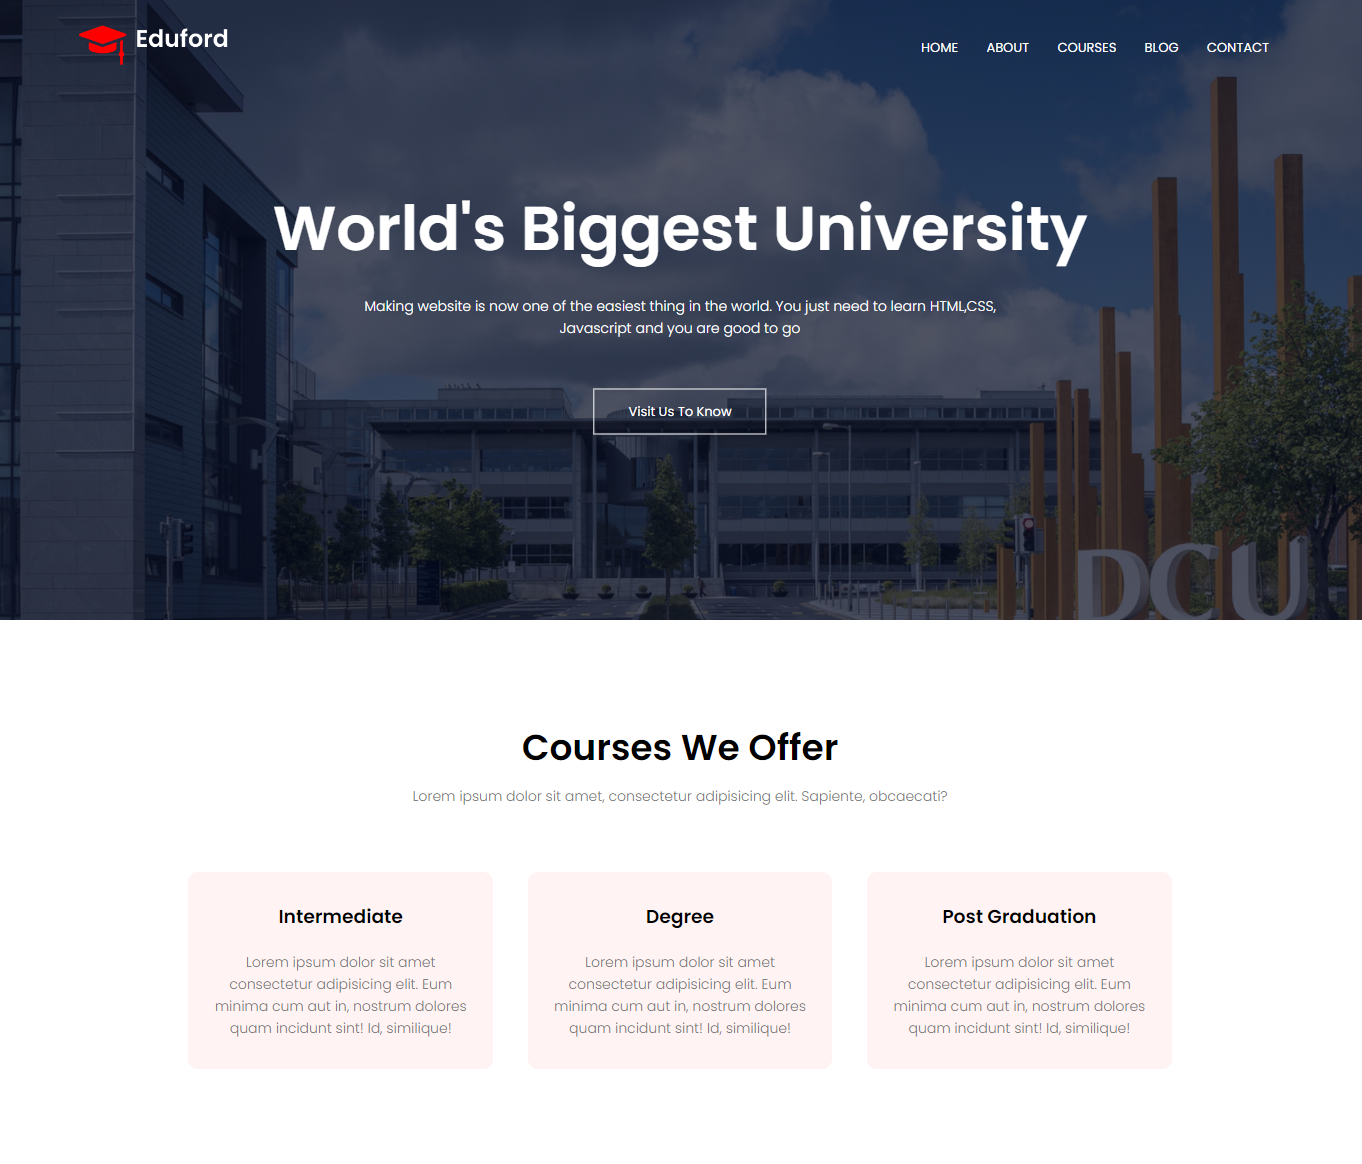 Eduford
HOME ABOUT COURSES BLOG CONTACT
World's Biggest University
Making website is now one of the easiest thing in the world. You just need to learn HTML,CSS,
Javascript and you are good to go
Visit Us To Know
DCU
Courses We Offer
Lorem ipsum dolor sit amet, consectetur adipisicing elit. Sapiente, obcaecati?
Intermediate
Lorem ipsum dolor sit amet
consectetur adipisicing elit. Eum
minima cum aut in, nostrum dolores
quam incidunt sint! Id, similique!
Degree
Lorem ipsum dolor sit amet
consectetur adipisicing elit. Eum
minima cum aut in, nostrum dolores
quam incidunt sint! Id, similique!
Post Graduation
Lorem ipsum dolor sit amet
consectetur adipisicing elit. Eum
minima cum aut in, nostrum dolores
quam incidunt sint! Id, similique!